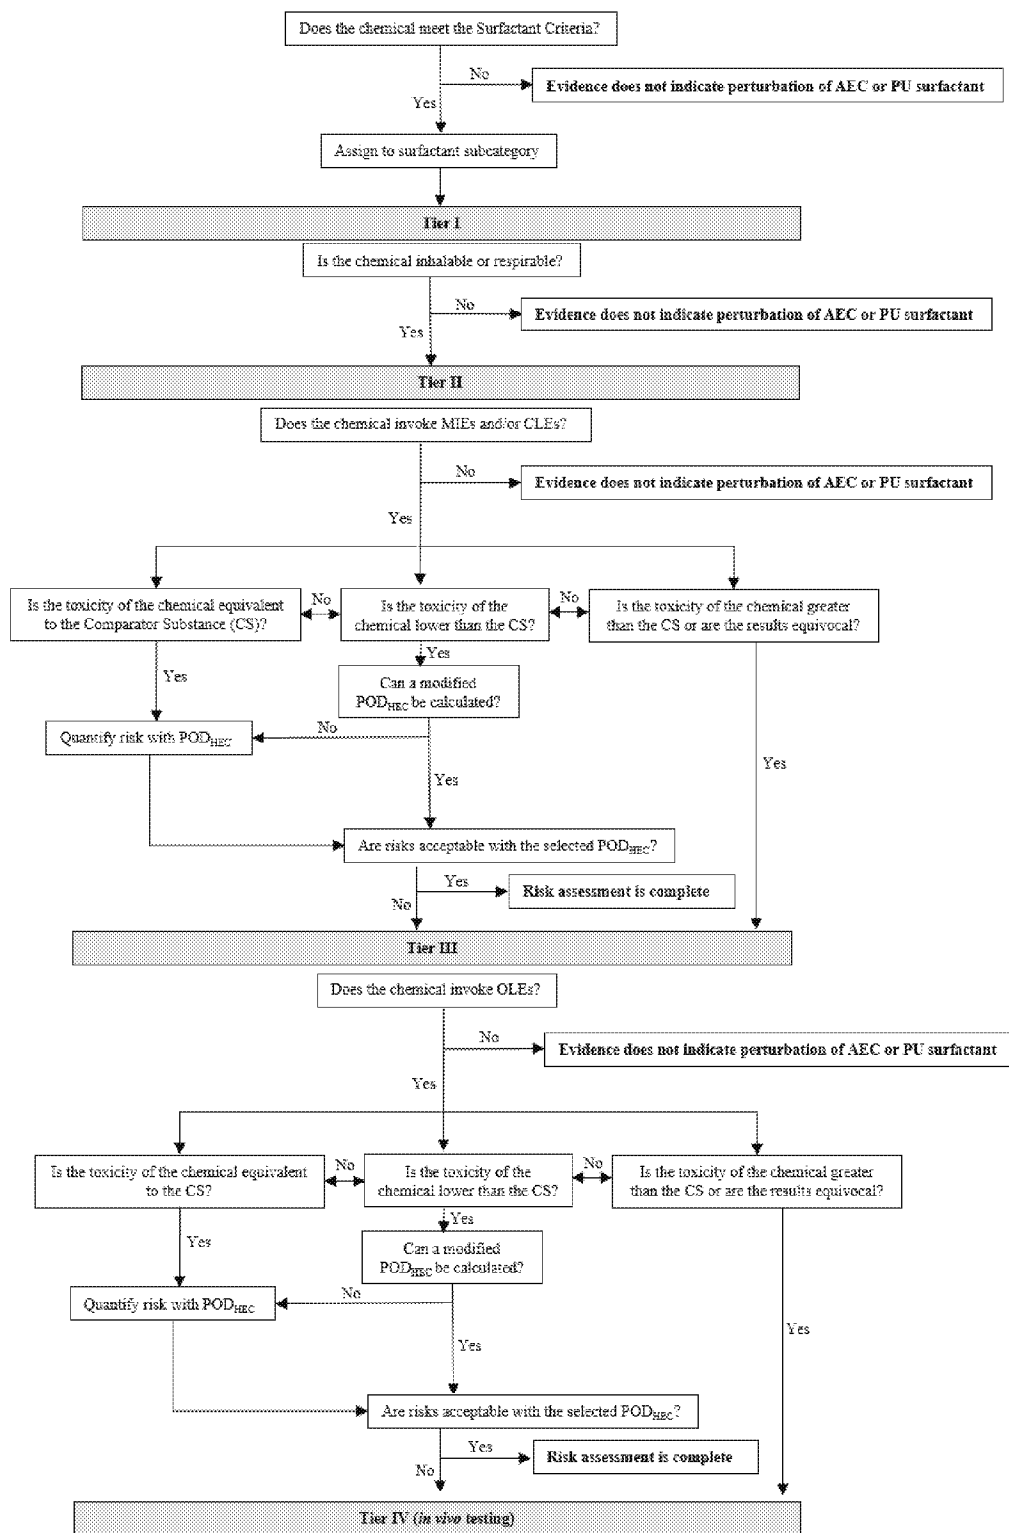 Does the chemical meet the Surfactant Criteria?
No
Evidence does not indicate perturbation of AEC or PU surfactant
Yes
Assign to surfactant subcategory
Tier I
Is the chemical inhalable or respirable?
No
Evidence does not indicate perturbation of AEC or PU surfactant
Yes
Tier II
Does the chemical invoke MIEs and/or CLEs?
No
Evidence does not indicate perturbation of AEC or PU surfactant
Yes
Is the toxicity of the chemical equivalent
to the Comparator Substance (CS)?
No
Is the toxicity of the
chemical lower than the CS?
No
Is the toxicity of the chemical greater
than the CS or are the results equivocal?
Yes
Yes
Can a modified
PODHEC be calculated?
No
Quantify risk with PODHEC
Yes
Yes
Are risks acceptable with the selected PODHEC?
Yes
Risk assessment is complete
No
Tier III
Does the chemical invoke OLEs?
No
Evidence does not indicate perturbation of AEC or PU surfactant
Yes
Is the toxicity of the chemical equivalent
to the CS?
No
Is the toxicity of the
chemical lower than the CS?
No
Is the toxicity of the chemical greater
than the CS or are the results equivocal?
Yes
Yes
Can a modified
PODHEC be calculated?
No
Quantify risk with PODHEC
Yes
Yes
Are risks acceptable with the selected PODHEC?
Yes
Risk assessment is complete
No
Tier IV (in vivo testing)